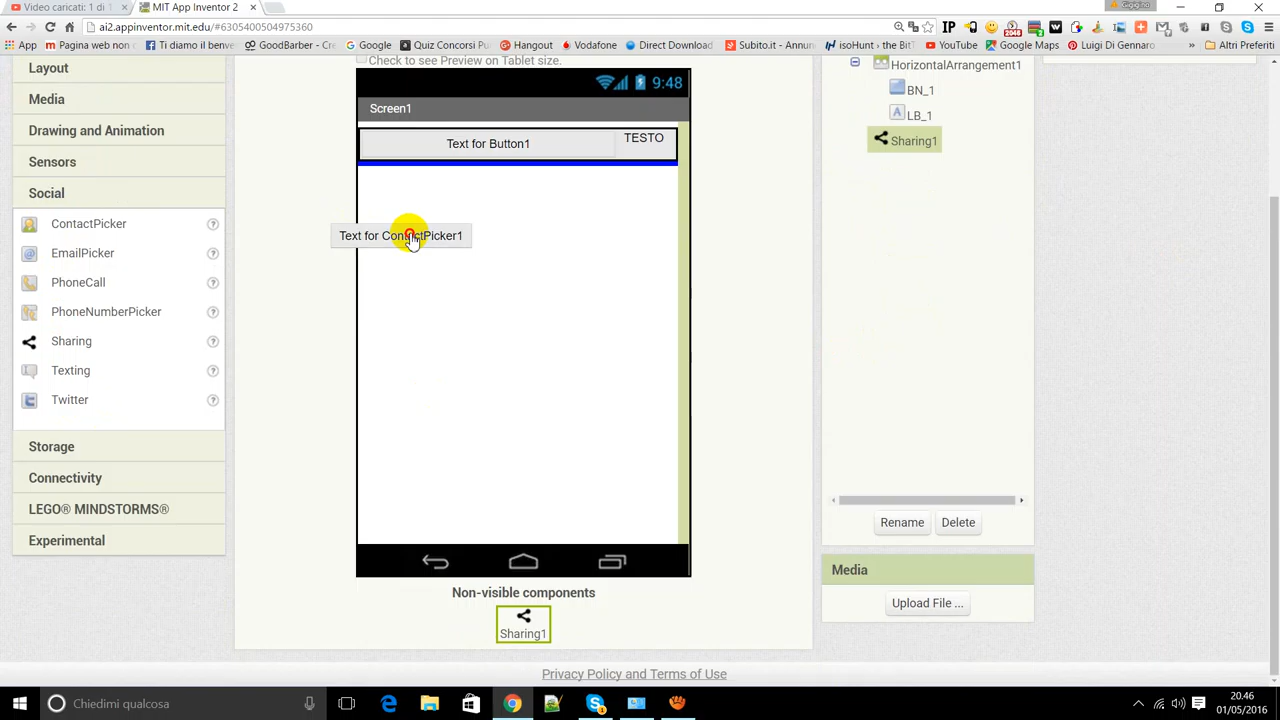 Video caricati: 1 di 1
MIT App Inventor 2
ai2.appinventor.mit.edu/#6305400504975360
App
Pagina web non
Ti diamo il benve
GoodBarber
Google
Quiz Concorsi Pul
Hangout
Vodafone
Direct Download
Subito.it - Annun
isoHunt › the BitT
YouTube
Google Maps
Luigi Di Gennaro
Altri Preferiti
Check to see Preview on Tablet size.
Layout
Media
Drawing and Animation
Sensors
Social
ContactPicker
EmailPicker
PhoneCall
PhoneNumberPicker
Sharing
Texting
Twitter
Storage
Connectivity
LEGO® MINDSTORMS®
Experimental
9:48
Screen1
Text for Button1
TESTO
Text for ContactPicker1
Non-visible components
Sharing1
HorizontalArrangement1
BN_1
LB_1
Sharing1
Rename
Delete
Media
Upload File ...
Privacy Policy and Terms of Use
Chiedimi qualcosa
20.46
01/05/2016